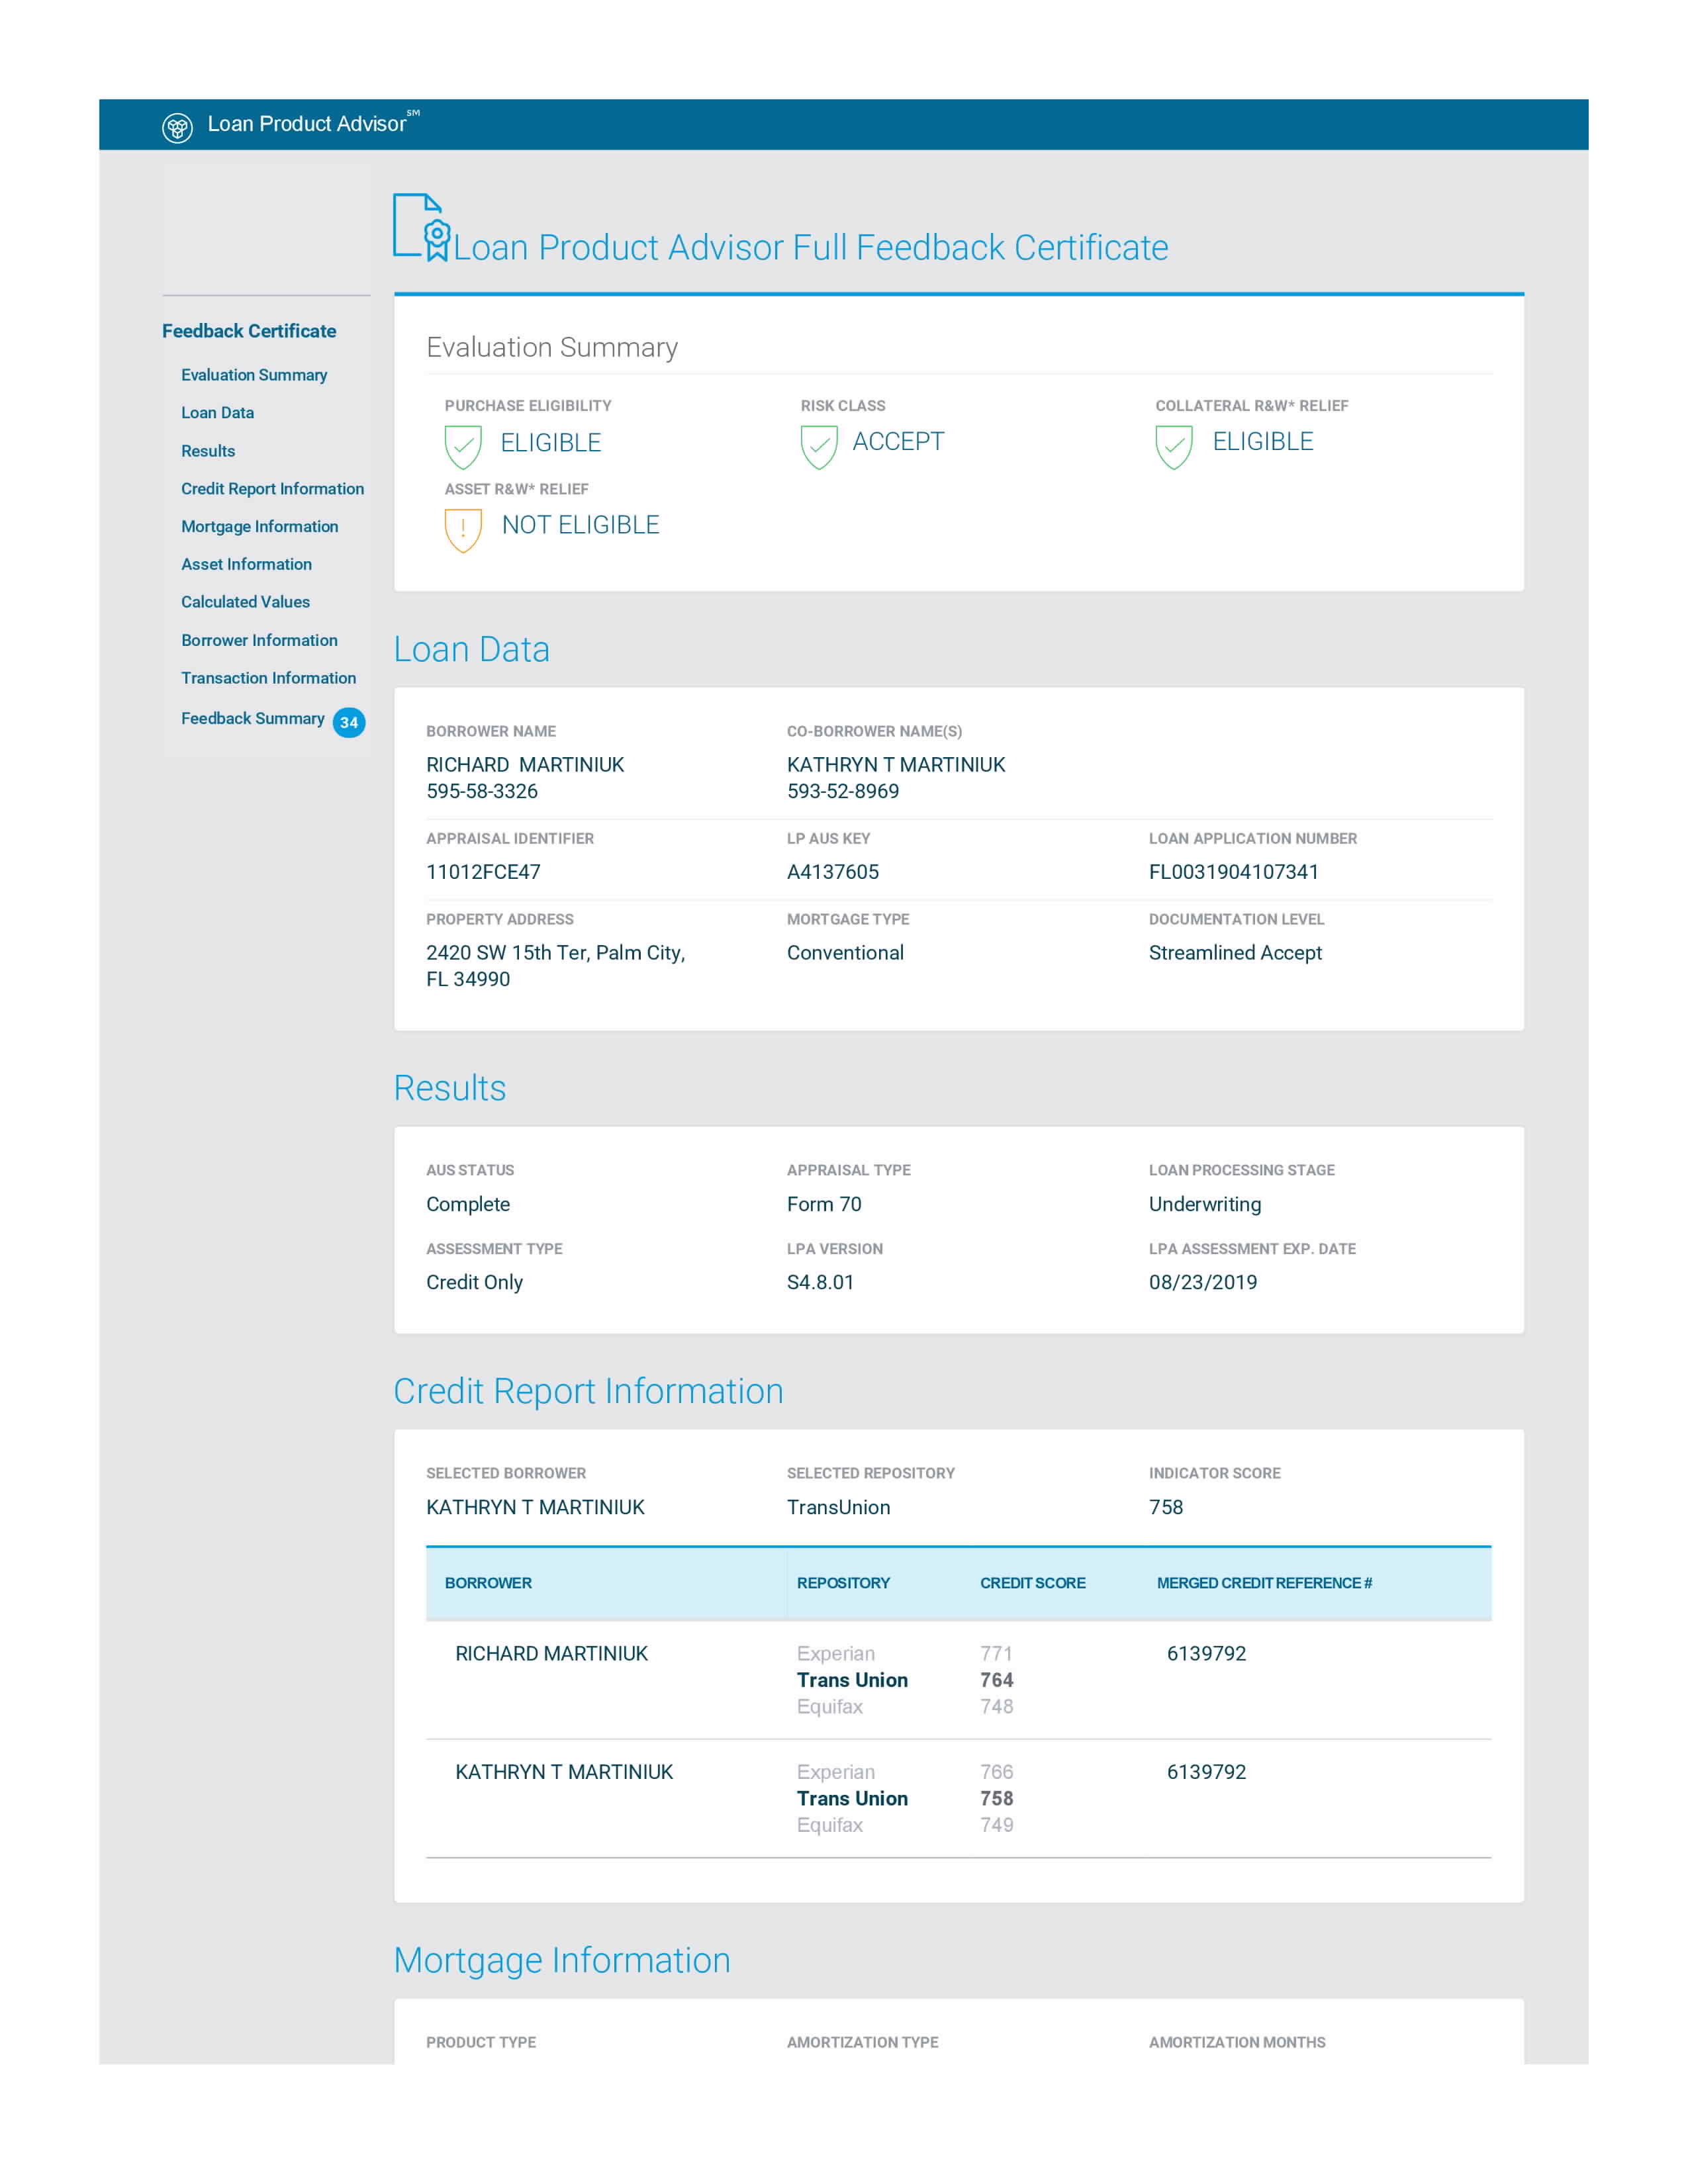 Loan Product Advisor℠
Loan Product Advisor Full Feedback Certificate
Feedback Certificate
Evaluation Summary
Loan Data
Results
Credit Report Information
Mortgage Information
Asset Information
Calculated Values
Borrower Information
Transaction Information
Feedback Summary 34
Evaluation Summary
PURCHASE ELIGIBILITY RISK CLASS COLLATERAL R&W* RELIEF
ELIGIBLE ACCEPT ELIGIBLE
ASSET R&W* RELIEF
NOT ELIGIBLE
Loan Data
BORROWER NAME CO-BORROWER NAME(S)
RICHARD MARTINIUK KATHRYN T MARTINIUK
595-58-3326 593-52-8969
APPRAISAL IDENTIFIER LP AUS KEY LOAN APPLICATION NUMBER
11012FCE47 A4137605 FL0031904107341
PROPERTY ADDRESS MORTGAGE TYPE DOCUMENTATION LEVEL
2420 SW 15th Ter, Palm City, Conventional Streamlined Accept
FL 34990
Results
AUS STATUS APPRAISAL TYPE LOAN PROCESSING STAGE
Complete Form 70 Underwriting
ASSESSMENT TYPE LPA VERSION LPA ASSESSMENT EXP. DATE
Credit Only S4.8.01 08/23/2019
Credit Report Information
SELECTED BORROWER SELECTED REPOSITORY INDICATOR SCORE
KATHRYN T MARTINIUK TransUnion 758
BORROWER REPOSITORY CREDIT SCORE MERGED CREDIT REFERENCE #
RICHARD MARTINIUK Experian 771 6139792
Trans Union 764
Equifax 748
KATHRYN T MARTINIUK Experian 766 6139792
Trans Union 758
Equifax 749
Mortgage Information
PRODUCT TYPE AMORTIZATION TYPE AMORTIZATION MONTHS